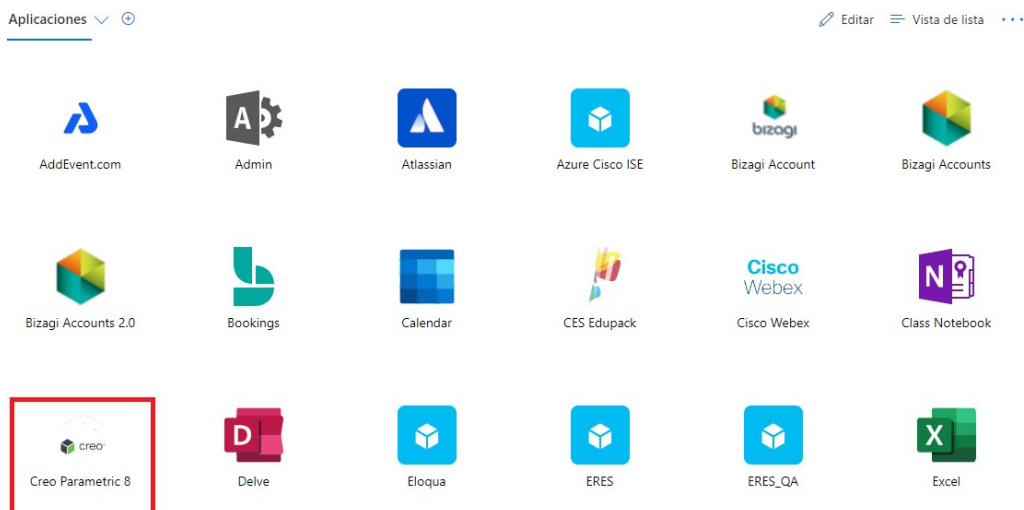 Aplicaciones
Editar
Vista de lista
A
AddEvent.com
Admin
Atlassian
Azure Cisco ISE
bizagi
Bizagi Account
Bizagi Accounts
Cisco
Webex
N
Bizagi Accounts 2.0
Bookings
Calendar
CES Edupack
Cisco Webex
Class Notebook
creo
D
X
Creo Parametric 8
Delve
Eloqua
ERES
ERES_QA
Excel